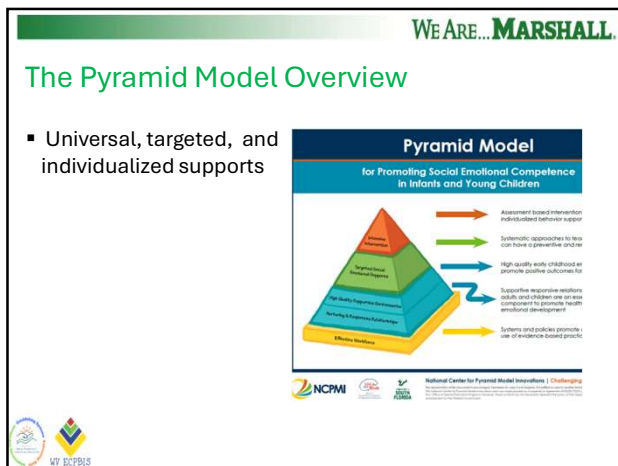 WE ARE... MARSHALL.
The Pyramid Model Overview
▪ Universal, targeted, and
individualized supports
Pyramid Model
for Promoting Social Emotional Competence
in Infants and Young Children
Intensive
Intervention
Targeted Social
Emotional Supports
High Quality Supportive Environments
Nurturing & Responsive Relationships
Effective Workforce
Assessment based intervention
individualized behavior suppor
Systematic approaches to tea
can have a preventive and re
High quality early childhood en
promote positive outcomes fo
Supportive responsive relations
adults and children are an ess
component to promote health
emotional development
Systems and policies promote
use of evidence-based practic
NCPMI
SOUTH
FLORIDA
National Center for Pyramid Model Innovations | Challenging
WV ECPBIS